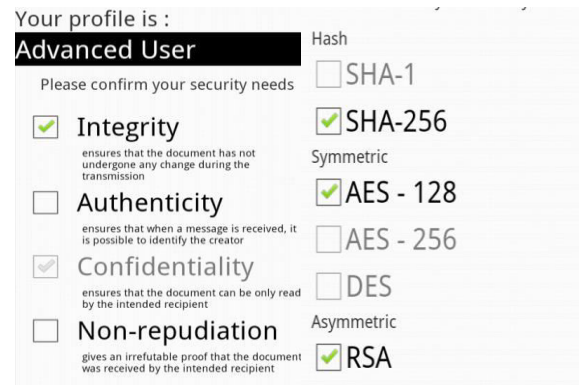 Your profile is :
Advanced User
Please confirm your security needs
Integrity
ensures that the document has not
undergone any change during the
transmission
Authenticity
ensures that when a message is received, it
is possible to identify the creator
Confidentiality
ensures that the document can be only read
by the intended recipient
Non-repudiation
gives an irrefutable proof that the document
was received by the intended recipient
Hash
SHA-1
SHA-256
Symmetric
AES - 128
AES - 256
DES
Asymmetric
RSA